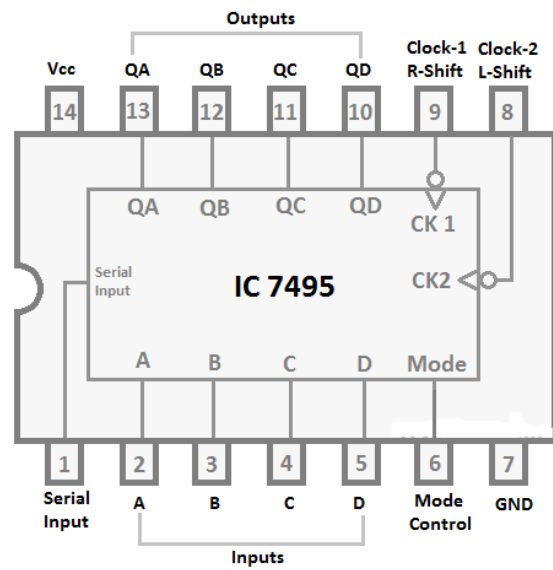 Outputs
Vcc QA QB QC QD Clock-1 Clock-2
R-Shift L-Shift
14 13 12 11 10 9 8
QA QB QC QD CK 1
Serial
Input
IC 7495
CK2
A B C D Mode
1 2 3 4 5 6 7
Serial
Input
A B C D
Mode
Control
GND
Inputs